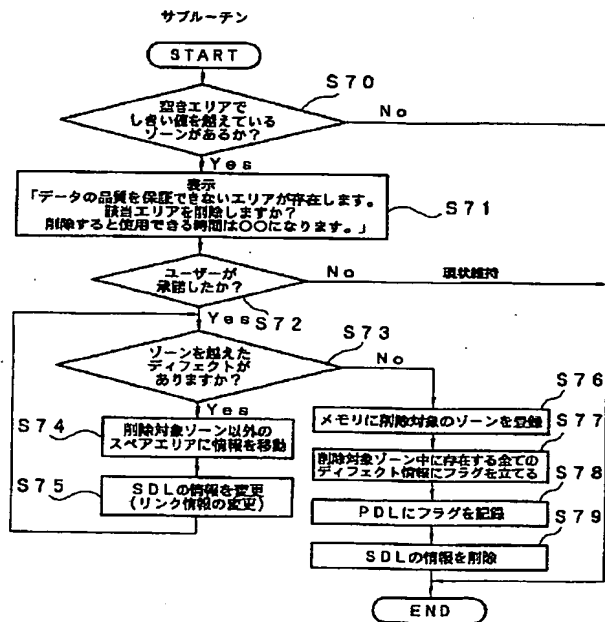 サブルーチン
START
S70
空きエリアで
しきい値を越えている
ゾーンがあるか？
No
Yes
表示
「データの品質を保証できないエリアが存在します。
該当エリアを削除しますか？
削除すると使用できる時間は〇〇になります。」
S71
ユーザーが
承諾したか？
No
現状維持
Yes
S72
S73
ゾーンを越えた
ディフェクトが
ありますか？
No
Yes
S74
削除対象ゾーン以外の
スペアエリアに情報を移動
S75
SDLの情報を変更
(リンク情報の変更)
S76
メモリに削除対象のゾーンを登録
S77
削除対象ゾーン中に存在する全ての
ディフェクト情報にフラグを立てる
S78
PDLにフラグを記録
S79
SDLの情報を削除
END